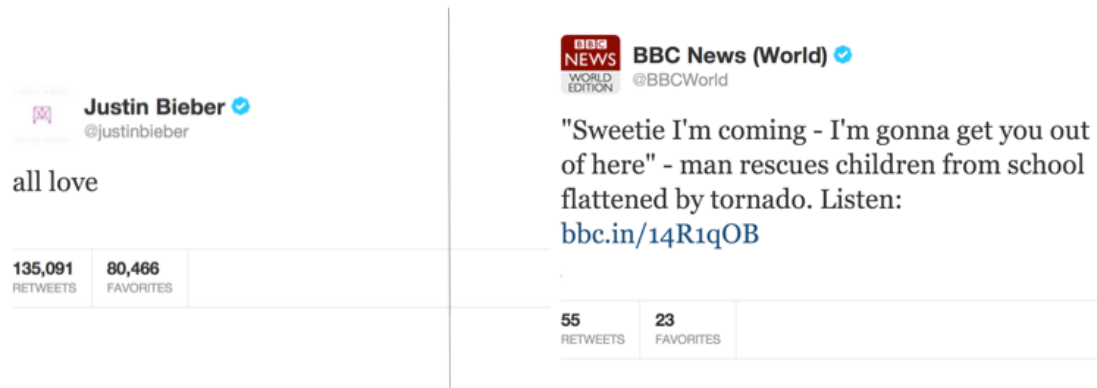 Justin Bieber
@justinbieber
all love
135,091 80,466
RETWEETS FAVORITES
BBC
NEWS
WORLD
EDITION
BBC News (World)
@BBCWorld
"Sweetie I'm coming - I'm gonna get you out
of here" - man rescues children from school
flattened by tornado. Listen:
bbc.in/14R1qOB
55 23
RETWEETS FAVORITES